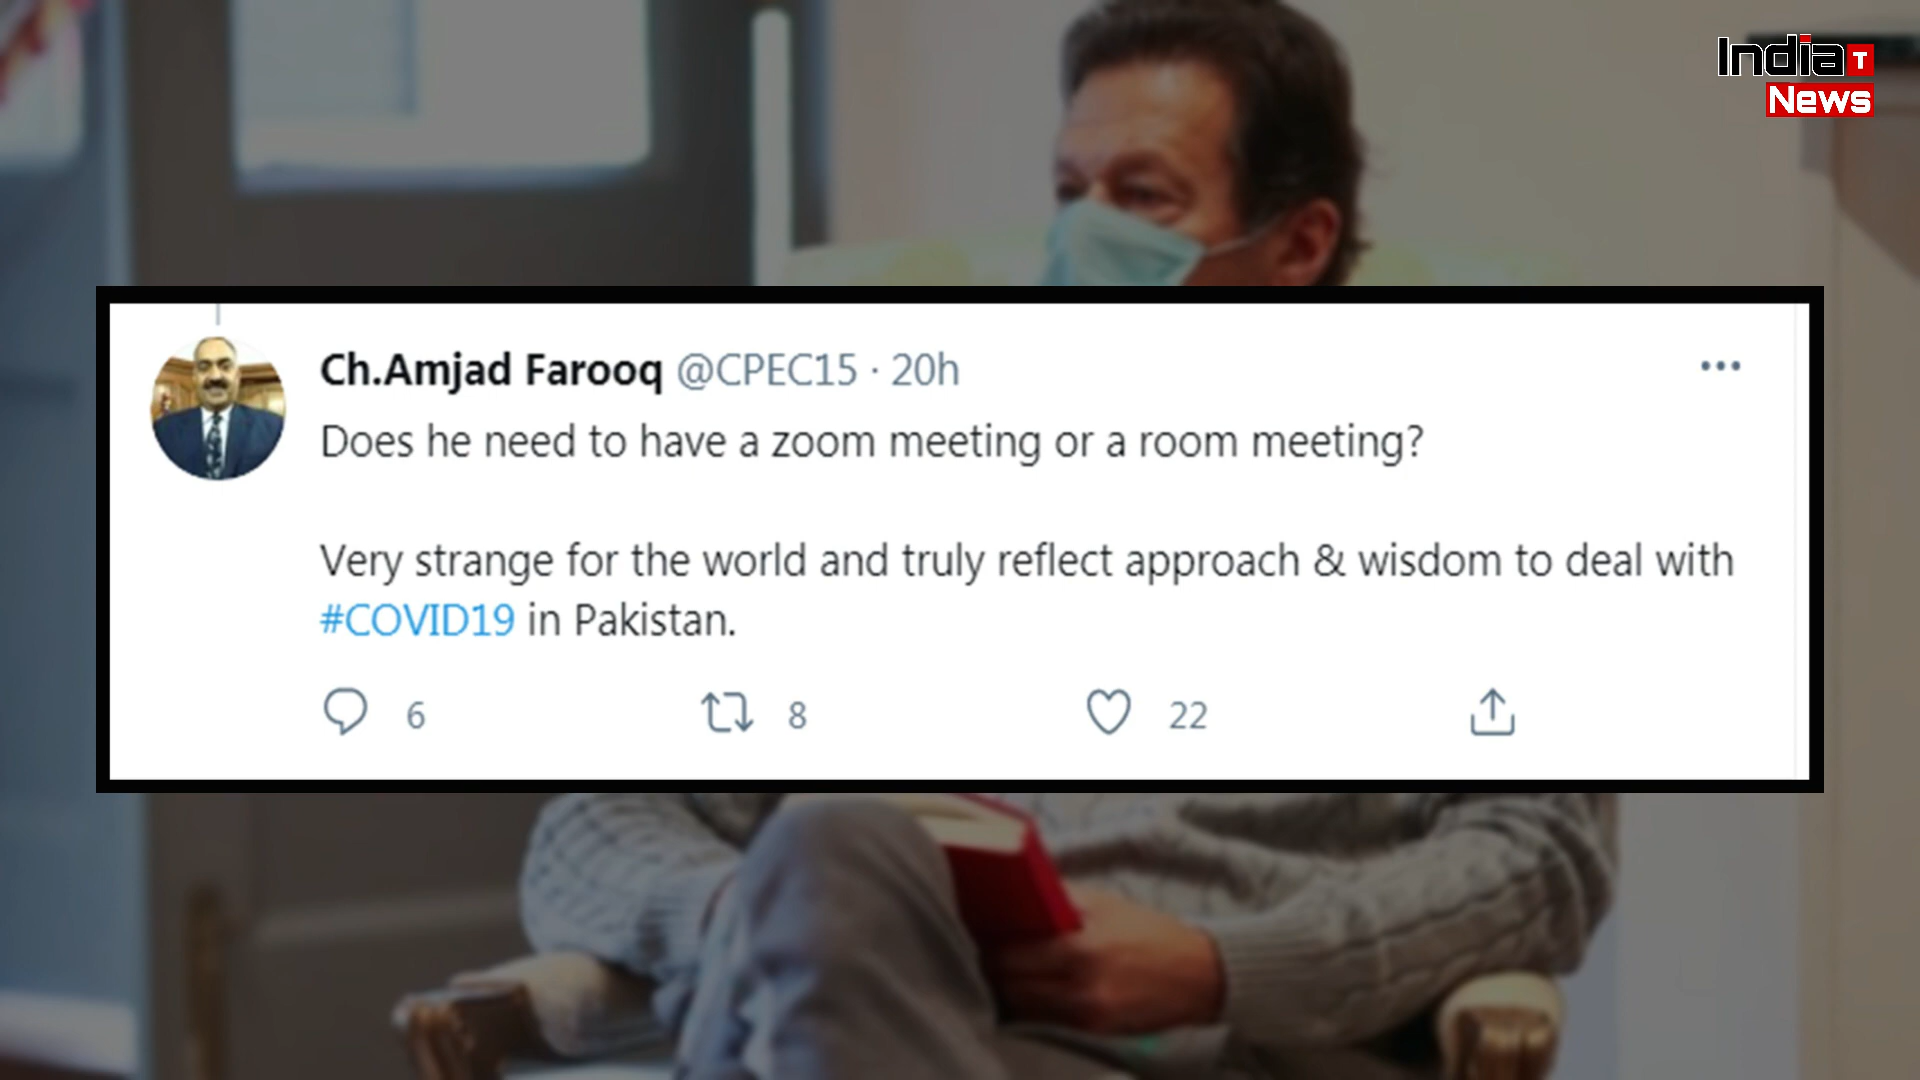 India T
News
Ch.Amjad Farooq @CPEC15 · 20h
Does he need to have a zoom meeting or a room meeting?
Very strange for the world and truly reflect approach & wisdom to deal with
#COVID19 in Pakistan.
6 8 22